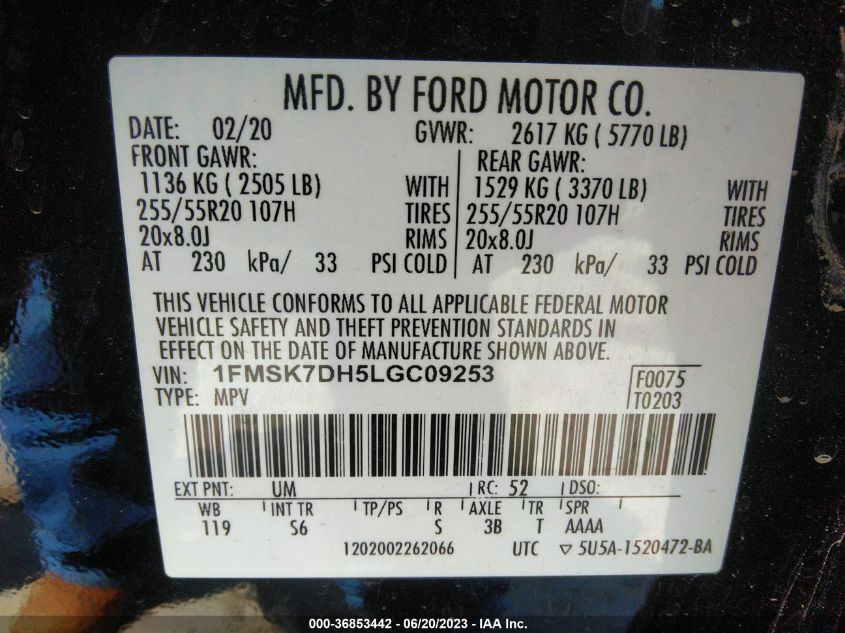 MFD. BY FORD MOTOR CO.
DATE: 02/20 GVWR: 2617 KG ( 5770 LB)
FRONT GAWR: REAR GAWR:
1136 KG ( 2505 LB) WITH 1529 KG ( 3370 LB) WITH
255/55R20 107H TIRES 255/55R20 107H TIRES
20x8.0J RIMS 20x8.0J RIMS
AT 230 kPa/ 33 PSI COLD AT 230 kPa/ 33 PSI COLD
THIS VEHICLE CONFORMS TO ALL APPLICABLE FEDERAL MOTOR
VEHICLE SAFETY AND THEFT PREVENTION STANDARDS IN
EFFECT ON THE DATE OF MANUFACTURE SHOWN ABOVE.
VIN: 1FMSK7DH5LGC09253 F0075
TYPE: MPV T0203
EXT PNT: UM RC: 52 DSO:
WB INT TR TP/PS R AXLE TR SPR
119 S6 S 3B T AAAA
1202002262066 UTC ▽ 5U5A-1520472-BA
000-36853442 - 06/20/2023 - IAA Inc.